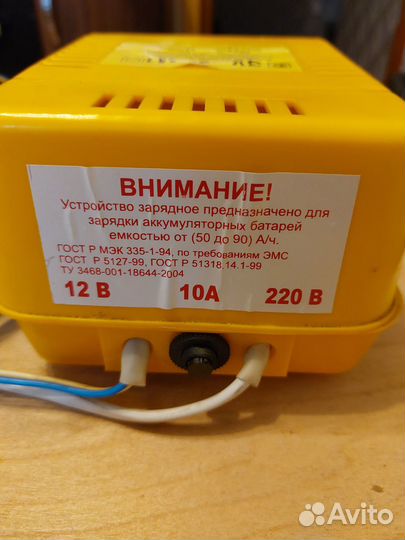 ВНИМАНИЕ!
Устройство зарядное предназначено для
зарядки аккумуляторных батарей
емкостью от (50 до 90) А/ч.
ГОСТ Р МЭК 335-1-94, по требованиям ЭМС
ГОСТ Р 5127-99, ГОСТ Р 51318.14.1-99
ТУ 3468-001-18644-2004
12 В 10А 220 В
Avito